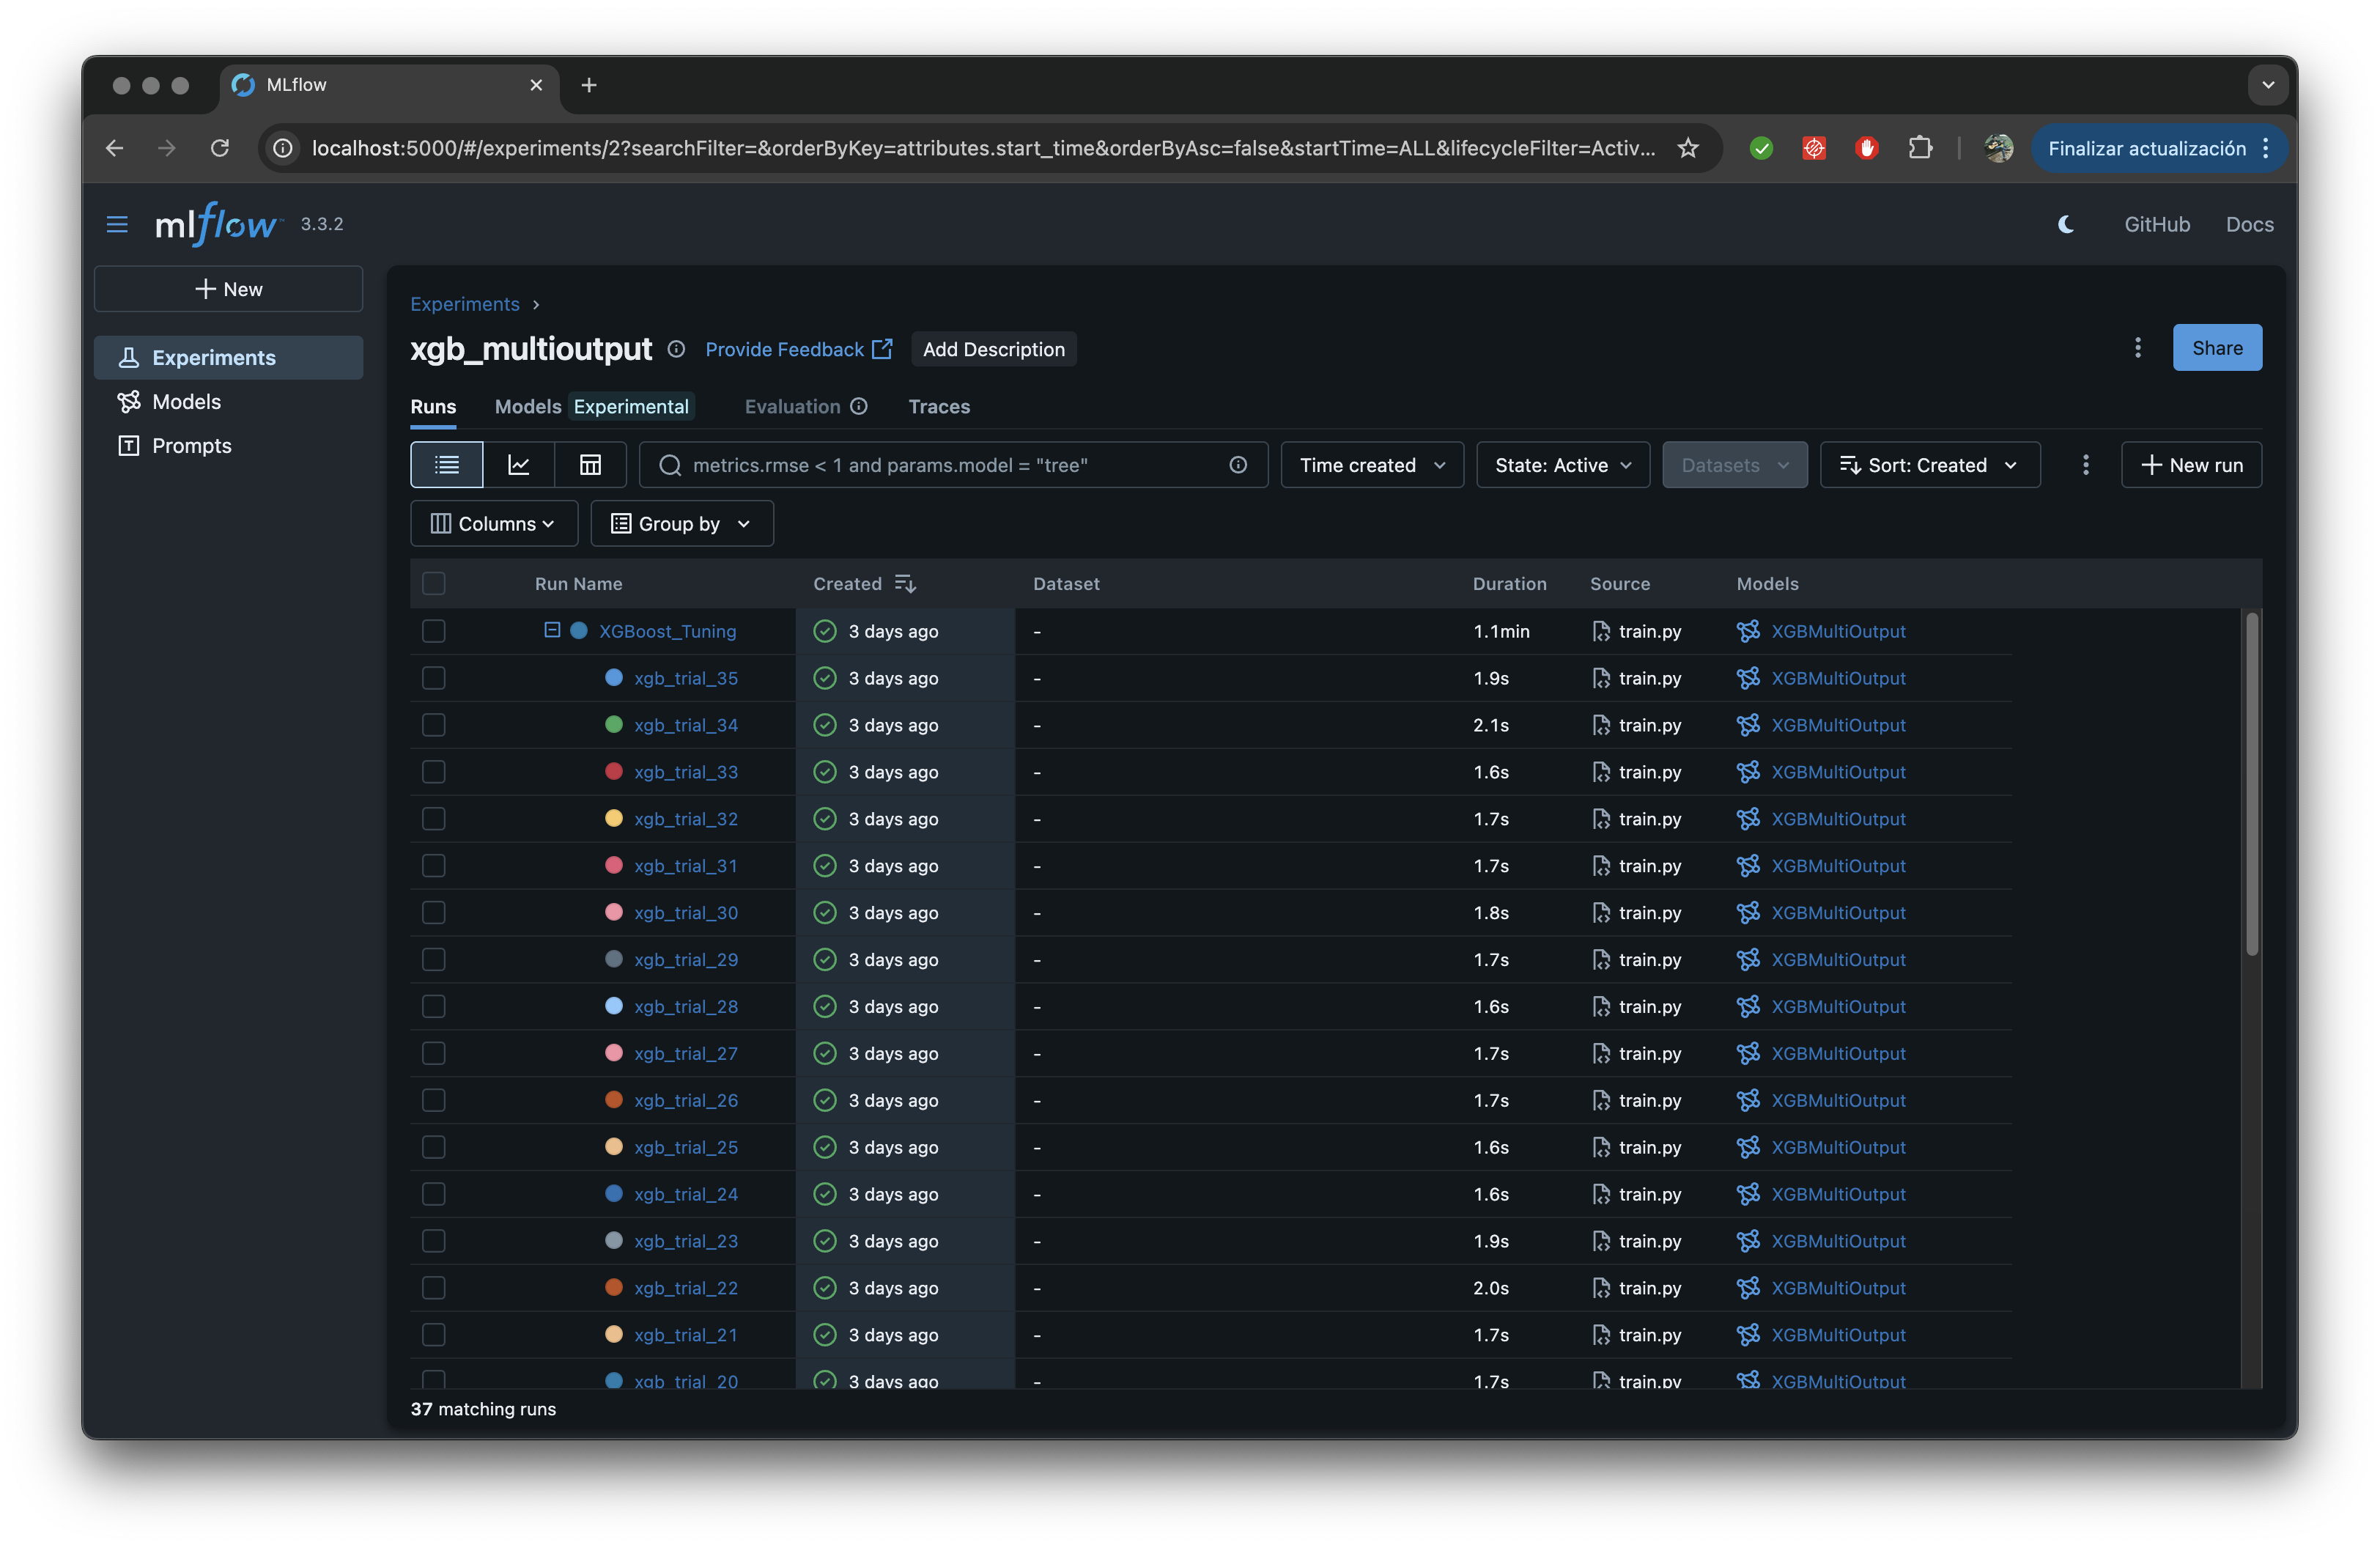 MLflow
localhost:5000/#/experiments/2?searchFilter=&orderByKey=attributes.start_time&orderByAsc=false&startTime=ALL&lifecycleFilter=Activ...
Finalizar actualización
mlflow 3.3.2
GitHub Docs
New
Experiments
Models
Prompts
Experiments
xgb_multioutput Provide Feedback Add Description
Share
Runs Models Experimental Evaluation Traces
metrics.rmse < 1 and params.model = "tree" Time created State: Active Datasets Sort: Created New run
Columns Group by
Run Name Created Dataset Duration Source Models
XGBoost_Tuning 3 days ago - 1.1min train.py XGBMultiOutput
xgb_trial_35 3 days ago - 1.9s train.py XGBMultiOutput
xgb_trial_34 3 days ago - 2.1s train.py XGBMultiOutput
xgb_trial_33 3 days ago - 1.6s train.py XGBMultiOutput
xgb_trial_32 3 days ago - 1.7s train.py XGBMultiOutput
xgb_trial_31 3 days ago - 1.7s train.py XGBMultiOutput
xgb_trial_30 3 days ago - 1.8s train.py XGBMultiOutput
xgb_trial_29 3 days ago - 1.7s train.py XGBMultiOutput
xgb_trial_28 3 days ago - 1.6s train.py XGBMultiOutput
xgb_trial_27 3 days ago - 1.7s train.py XGBMultiOutput
xgb_trial_26 3 days ago - 1.7s train.py XGBMultiOutput
xgb_trial_25 3 days ago - 1.6s train.py XGBMultiOutput
xgb_trial_24 3 days ago - 1.6s train.py XGBMultiOutput
xgb_trial_23 3 days ago - 1.9s train.py XGBMultiOutput
xgb_trial_22 3 days ago - 2.0s train.py XGBMultiOutput
xgb_trial_21 3 days ago - 1.7s train.py XGBMultiOutput
xgb_trial_20 3 days ago - 1.7s train.py XGBMultiOutput
37 matching runs